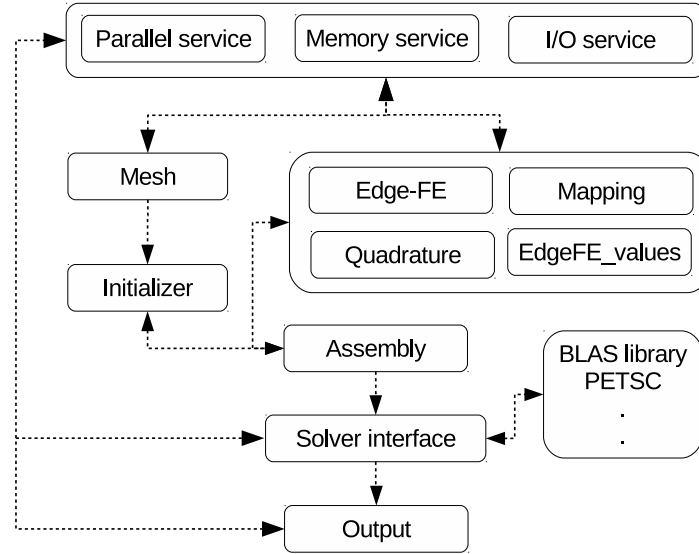 Parallel service
Memory service
I/O service
Mesh
Edge-FE
Mapping
Quadrature
EdgeFE_values
Initializer
Assembly
BLAS library
PETSC
.
.
Solver interface
Output